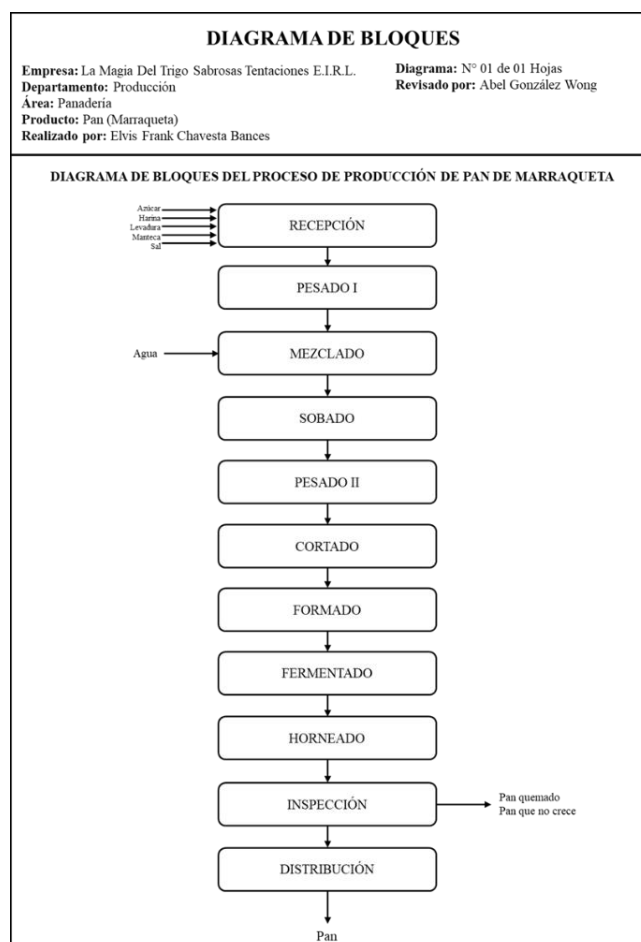 DIAGRAMA DE BLOQUES
Empresa: La Magia Del Trigo Sabrosas Tentaciones E.I.R.L.
Departamento: Producción
Área: Panadería
Producto: Pan (Marraqueta)
Realizado por: Elvis Frank Chavesta Bances
Diagrama: N° 01 de 01 Hojas
Revisado por: Abel González Wong
DIAGRAMA DE BLOQUES DEL PROCESO DE PRODUCCIÓN DE PAN DE MARRAQUETA
Azúcar
Harina
Levadura
Manteca
Sal
RECEPCIÓN
PESADO I
Agua
MEZCLADO
SOBADO
PESADO II
CORTADO
FORMADO
FERMENTADO
HORNEADO
INSPECCIÓN
Pan quemado
Pan que no crece
DISTRIBUCIÓN
Pan